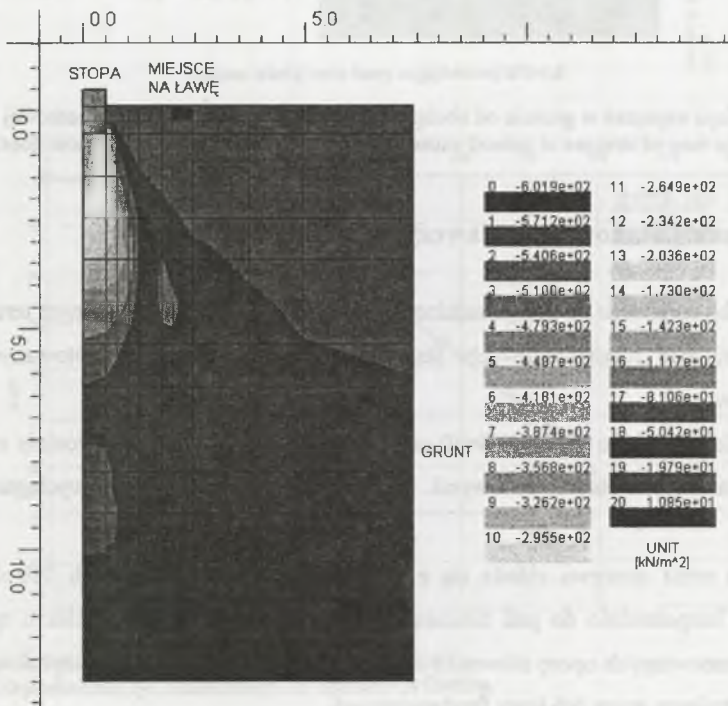 0.0 5.0
STOPA MIEJSCE
NA ŁAWĘ
0.0
5.0
10.0
GRUNT
0 -6.019e+02 11 -2.649e+02
1 -5.712e+02 12 -2.342e+02
2 -5.406e+02 13 -2.036e+02
3 -5.100e+02 14 -1.730e+02
4 -4.793e+02 15 -1.423e+02
5 -4.487e+02 16 -1.117e+02
6 -4.181e+02 17 -8.106e+01
7 -3.874e+02 18 -5.042e+01
8 -3.568e+02 19 -1.979e+01
9 -3.262e+02 20 1.085e+01
10 -2.955e+02
UNIT
[kN/m^2]